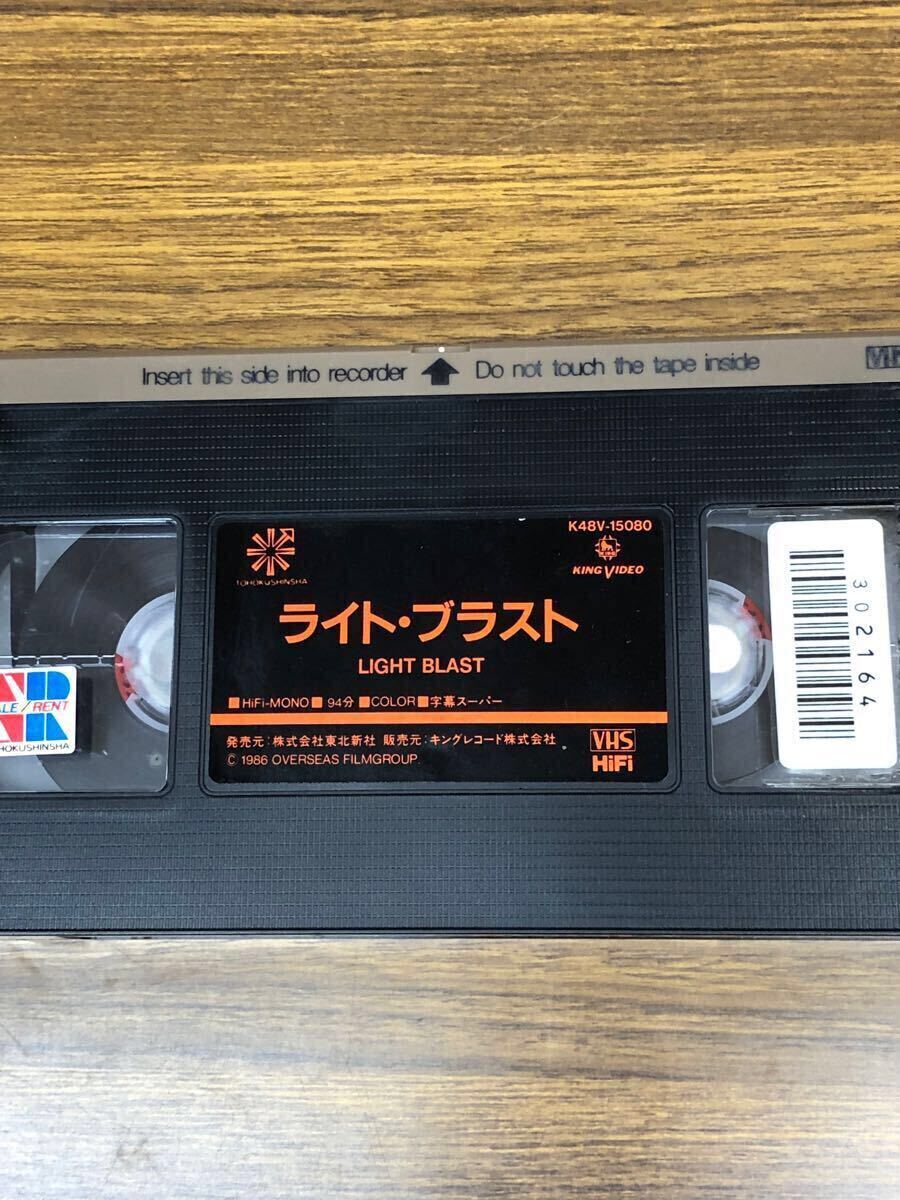 Insert this side into recorder Do not touch the tape inside
K48V-15080
TOHOKUSHINSHA
KING VIDEO
ライト・ブラスト
LIGHT BLAST
■HiFi-MONO■ 94分 ■COLOR■字幕スーパー
発売元:株式会社東北新社 販売元:キングレコード株式会社
© 1986 OVERSEAS FILMGROUP.
VHS
HiFi
ALE/RENT
OHOKUSHINSHA
302164